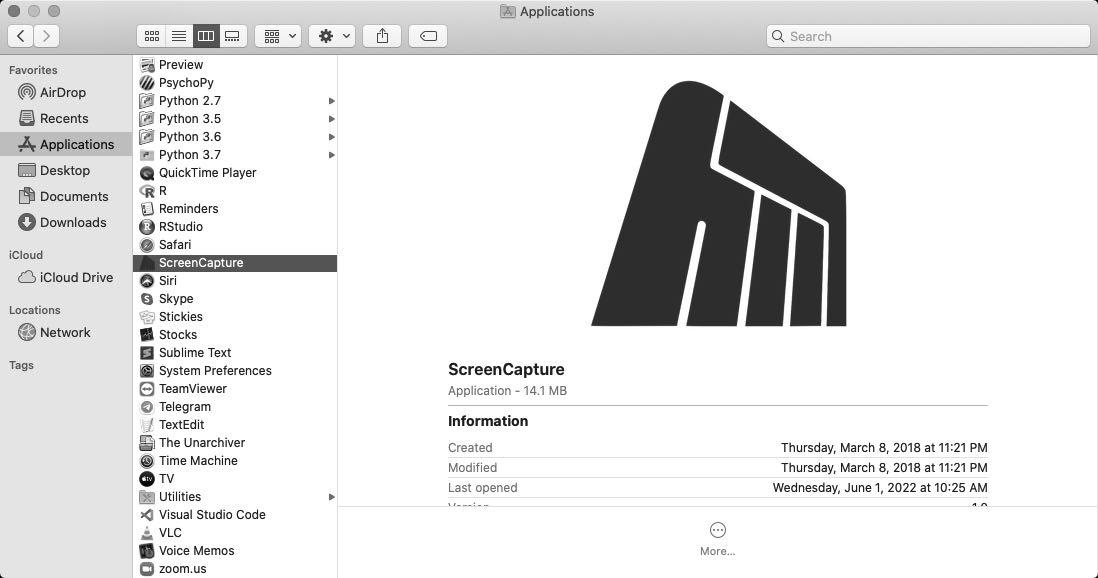 Applications
Search
Favorites
AirDrop
Recents
Applications
Desktop
Documents
Downloads
iCloud
iCloud Drive
Locations
Network
Tags
Preview
PsychoPy
Python 2.7
Python 3.5
Python 3.6
Python 3.7
QuickTime Player
R
Reminders
RStudio
Safari
ScreenCapture
Siri
Skype
Stickies
Stocks
Sublime Text
System Preferences
TeamViewer
Telegram
TextEdit
The Unarchiver
Time Machine
TV
Utilities
Visual Studio Code
VLC
Voice Memos
zoom.us
ScreenCapture
Application - 14.1 MB
Information
Created Thursday, March 8, 2018 at 11:21 PM
Modified Thursday, March 8, 2018 at 11:21 PM
Last opened Wednesday, June 1, 2022 at 10:25 AM
Version
More...